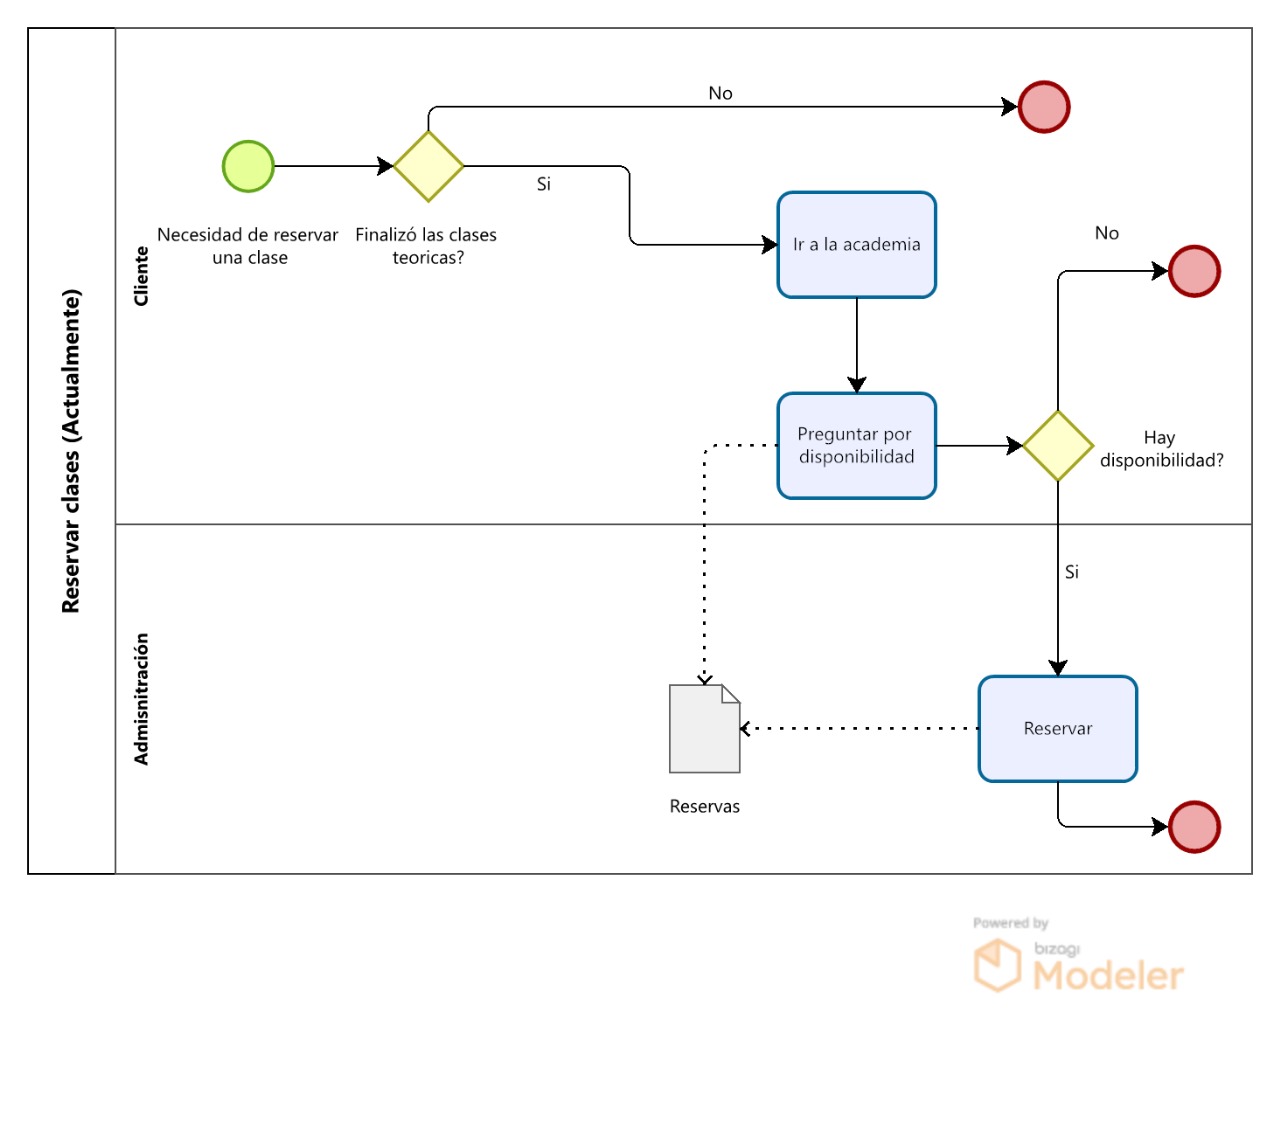 Reservar clases (Actualmente)
Cliente
No
Si
Necesidad de reservar
una clase
Finalizó las clases
teoricas?
Ir a la academia
No
Preguntar por
disponibilidad
Hay
disponibilidad?
Admisnitración
Si
Reservar
Reservas
Powered by
bizagi
Modeler